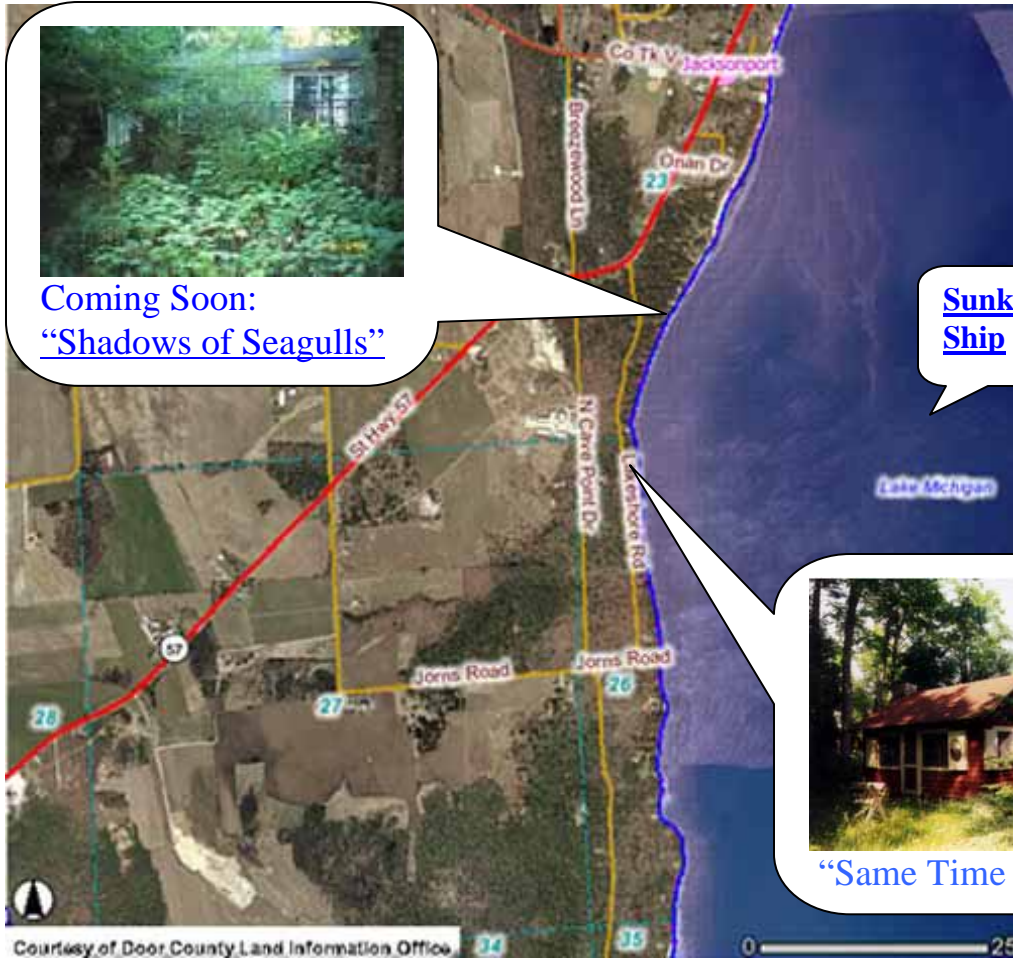 Coming Soon:
“Shadows of Seagulls”
Co Tk V
Jacksonport
Breezewood Ln
Onan Dr
23
Sunk
Ship
St Hwy 57
N Cave Point Dr
Lakeshore Rd
Lake Michigan
57
Jorns Road
Jorns Road
26
27
28
“Same Time
34
35
0
25
Courtesy of Door County Land Information Office